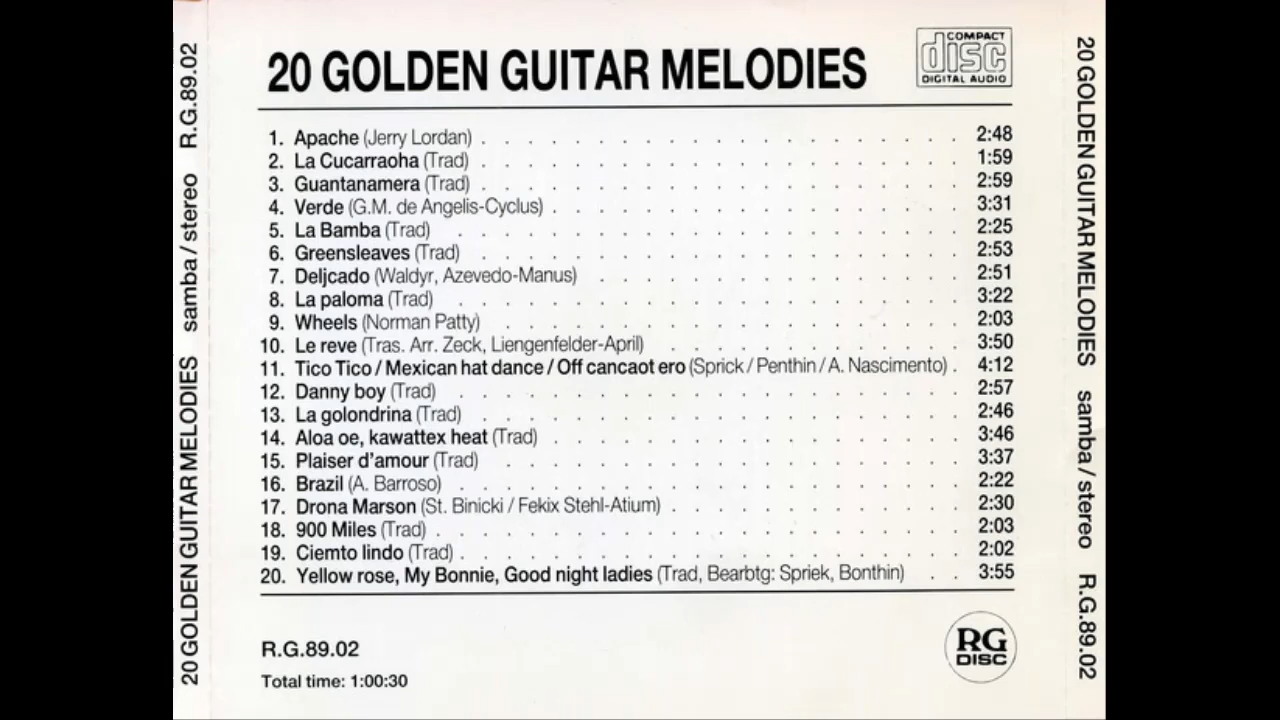 20 GOLDEN GUITAR MELODIES
COMPACT
disc
DIGITAL AUDIO
1. Apache (Jerry Lordan) 2:48
2. La Cucarraoha (Trad) 1:59
3. Guantanamera (Trad) 2:59
4. Verde (G.M. de Angelis-Cyclus) 3:31
5. La Bamba (Trad) 2:25
6. Greensleaves (Trad) 2:53
7. Deljcado (Waldyr, Azevedo-Manus) 2:51
8. La paloma (Trad) 3:22
9. Wheels (Norman Patty) 2:03
10. Le reve (Tras. Arr. Zeck, Liengenfelder-April) 3:50
11. Tico Tico / Mexican hat dance / Off cancaot ero (Sprick / Penthin / A. Nascimento) 4:12
12. Danny boy (Trad) 2:57
13. La golondrina (Trad) 2:46
14. Aloa oe, kawattex heat (Trad) 3:46
15. Plaiser d'amour (Trad) 3:37
16. Brazil (A. Barroso) 2:22
17. Drona Marson (St. Binicki / Fekix Stehl-Atium) 2:30
18. 900 Miles (Trad) 2:03
19. Ciemto lindo (Trad) 2:02
20. Yellow rose, My Bonnie, Good night ladies (Trad, Bearbtg: Spriek, Bonthin) 3:55
R.G.89.02
Total time: 1:00:30
RG
DISC
20 GOLDEN GUITAR MELODIES samba / stereo R.G.89.02
20 GOLDEN GUITAR MELODIES samba / stereo R.G.89.02